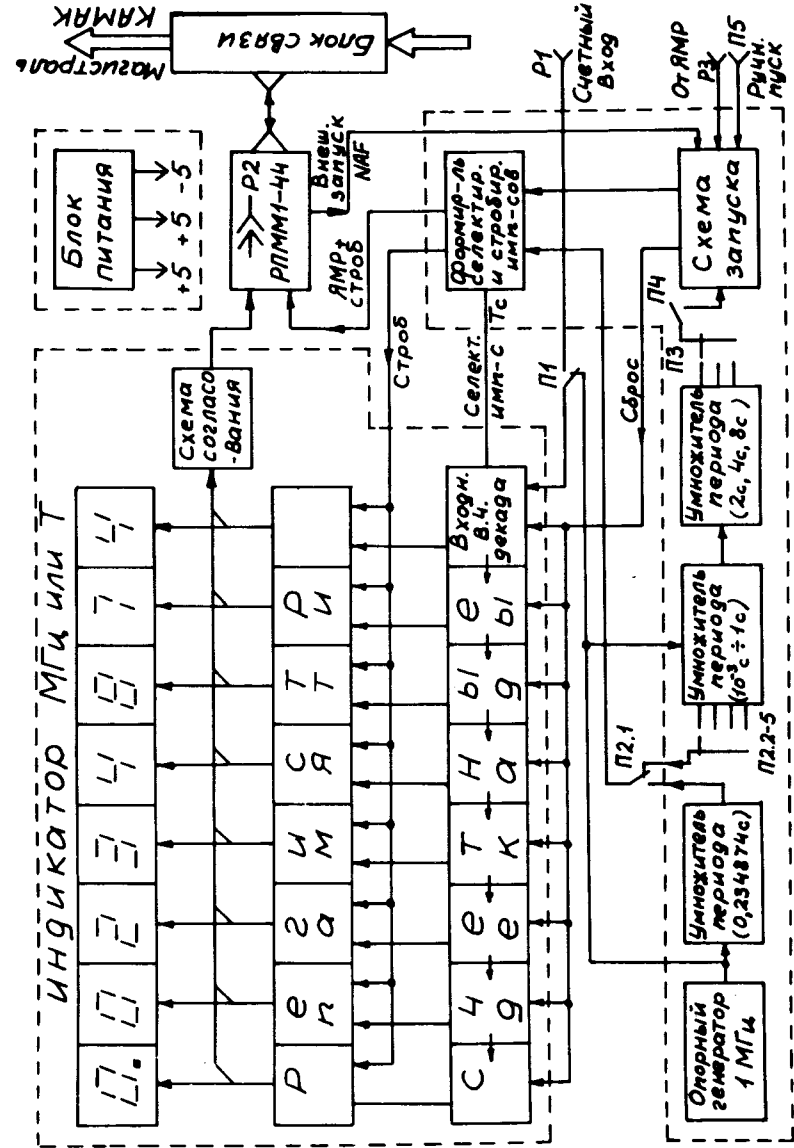 ИНДИКАТОР МГц или Т
0. 0 2 3 4 8 7 4
Р е г и с т р
п а м я т и
С ч е т н ы е
д е к а д ы
Входн.
В.Ч.
декада
Схема
согласо
-вания
Строб
Селект.
имп-с
Тс
ЯМР+
строб
Блок
питания
+5 +5 -5
Р2
РПММ1-44
Внеш.
запуск
NAF
Блок связи
Магистраль
КАМАК
Формир-ль
селектир.
и стробир.
имп-сов
П1
Р1
Счетный
Вход
Сброс
П2.1
П2.2-5
П3
П4
Опорный
генератор
1 МГц
Умножитель
периода
(0,234874с)
Умножитель
периода
(10⁻³с÷1с)
Умножитель
периода
(2с, 4с, 8с)
Схема
запуска
От ЯМР
Р3
П5
Ручн.
пуск